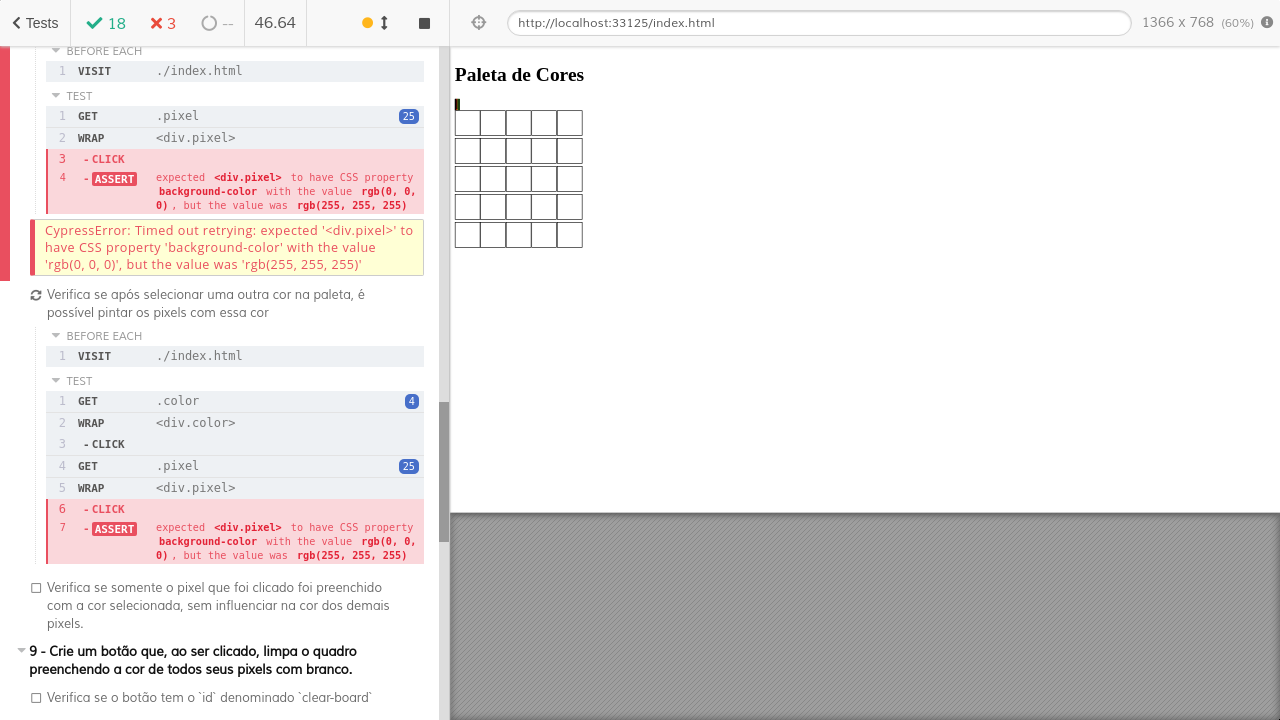 Tests
18
3
--
46.64
http://localhost:33125/index.html
1366 x 768 (60%)
BEFORE EACH
1 VISIT ./index.html
TEST
1 GET .pixel 25
2 WRAP <div.pixel>
3 - CLICK
4 - ASSERT expected <div.pixel> to have CSS property
background-color with the value rgb(0, 0,
0), but the value was rgb(255, 255, 255)
CypressError: Timed out retrying: expected '<div.pixel>' to
have CSS property 'background-color' with the value
'rgb(0, 0, 0)', but the value was 'rgb(255, 255, 255)'
Verifica se após selecionar uma outra cor na paleta, é
possível pintar os pixels com essa cor
BEFORE EACH
1 VISIT ./index.html
TEST
1 GET .color 4
2 WRAP <div.color>
3 - CLICK
4 GET .pixel 25
5 WRAP <div.pixel>
6 - CLICK
7 - ASSERT expected <div.pixel> to have CSS property
background-color with the value rgb(0, 0,
0), but the value was rgb(255, 255, 255)
Verifica se somente o pixel que foi clicado foi preenchido
com a cor selecionada, sem influenciar na cor dos demais
pixels.
9 - Crie um botão que, ao ser clicado, limpa o quadro
preenchendo a cor de todos seus pixels com branco.
Verifica se o botão tem o `id` denominado `clear-board`
Paleta de Cores